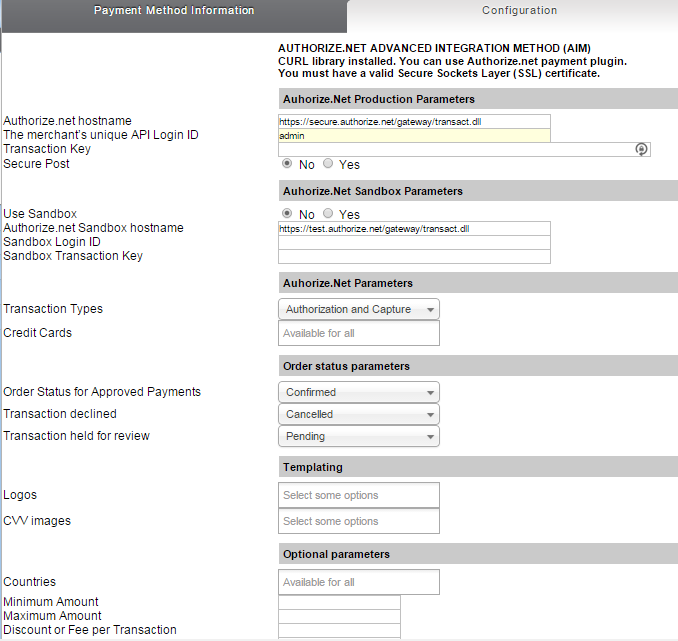 Payment Method Information
Configuration
AUTHORIZE.NET ADVANCED INTEGRATION METHOD (AIM)
CURL library installed. You can use Authorize.net payment plugin.
You must have a valid Secure Sockets Layer (SSL) certificate.
Auhorize.Net Production Parameters
Authorize.net hostname https://secure.authorize.net/gateway/transact.dll
The merchant's unique API Login ID admin
Transaction Key
Secure Post No Yes
Auhorize.Net Sandbox Parameters
Use Sandbox No Yes
Authorize.net Sandbox hostname https://test.authorize.net/gateway/transact.dll
Sandbox Login ID
Sandbox Transaction Key
Auhorize.Net Parameters
Transaction Types Authorization and Capture
Credit Cards Available for all
Order status parameters
Order Status for Approved Payments Confirmed
Transaction declined Cancelled
Transaction held for review Pending
Templating
Logos Select some options
CVV images Select some options
Optional parameters
Countries Available for all
Minimum Amount
Maximum Amount
Discount or Fee per Transaction